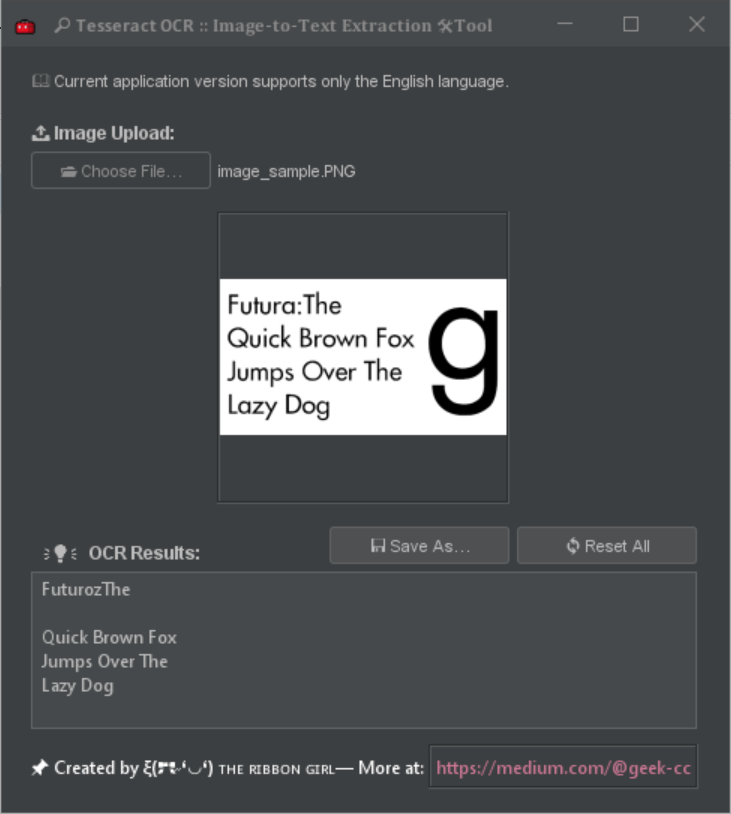 Tesseract OCR :: Image-to-Text Extraction 🛠Tool
Current application version supports only the English language.
Image Upload:
Choose File...
image_sample.PNG
Futura:The
Quick Brown Fox
Jumps Over The
Lazy Dog
g
OCR Results:
Save As...
Reset All
FuturozThe
Quick Brown Fox
Jumps Over The
Lazy Dog
Created by THE RIBBON GIRL— More at:
https://medium.com/@geek-cc